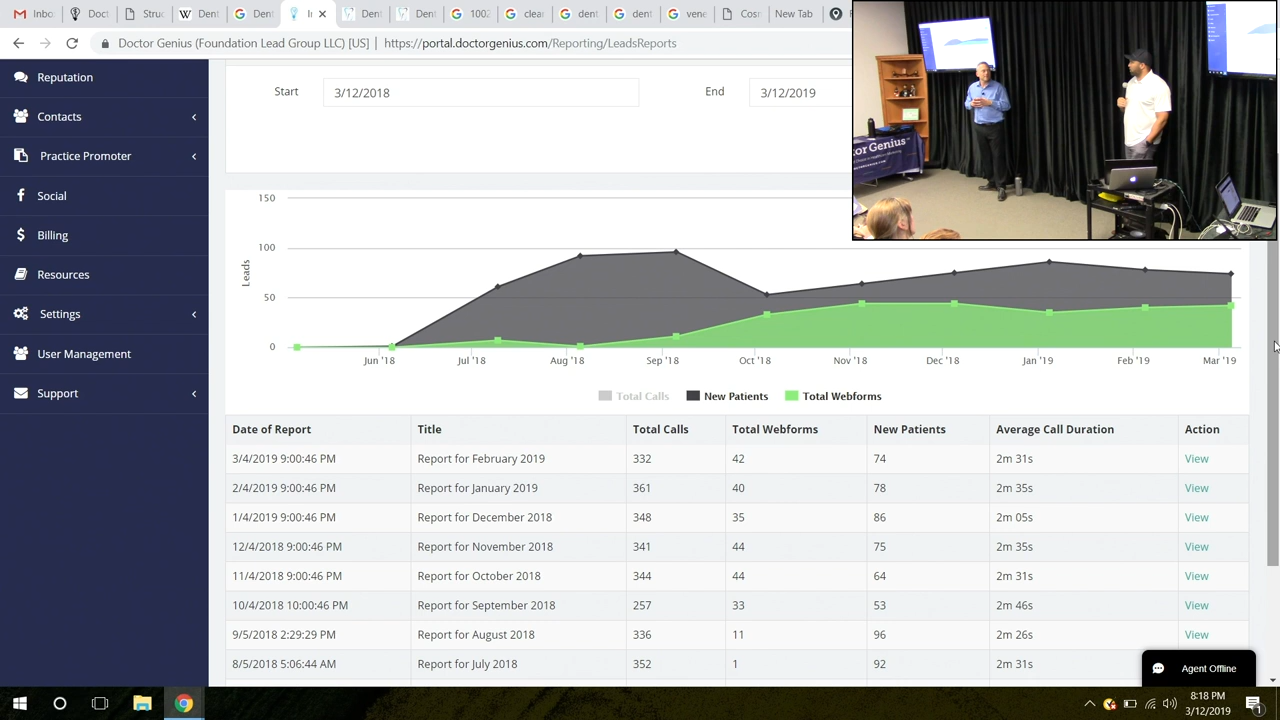 Inbo
Doct
Struc
Dent
Dent
In
Dent
Dent
100
clea
dent
dent
vene
Costs
New Tab
Doctor Genius (Foundation Lead Group LLC) [US] | https://portal.doctorgenius.com/Reporting/LeadsReports
Reputation
Contacts
Practice Promoter
Social
Billing
Resources
Settings
User Management
Support
Start 3/12/2018 End 3/12/2019
tor Genius
150
100
50
0
Leads
Jun '18 Jul '18 Aug '18 Sep '18 Oct '18 Nov '18 Dec '18 Jan '19 Feb '19 Mar '19
Total Calls New Patients Total Webforms
Date of Report Title Total Calls Total Webforms New Patients Average Call Duration Action
3/4/2019 9:00:46 PM Report for February 2019 332 42 74 2m 31s View
2/4/2019 9:00:46 PM Report for January 2019 361 40 78 2m 35s View
1/4/2019 9:00:46 PM Report for December 2018 348 35 86 2m 05s View
12/4/2018 9:00:46 PM Report for November 2018 341 44 75 2m 35s View
11/4/2018 9:00:46 PM Report for October 2018 344 44 64 2m 31s View
10/4/2018 10:00:46 PM Report for September 2018 257 33 53 2m 46s View
9/5/2018 2:29:29 PM Report for August 2018 336 11 96 2m 26s View
8/5/2018 5:06:44 AM Report for July 2018 352 1 92 2m 31s
Agent Offline
8:18 PM
3/12/2019
1